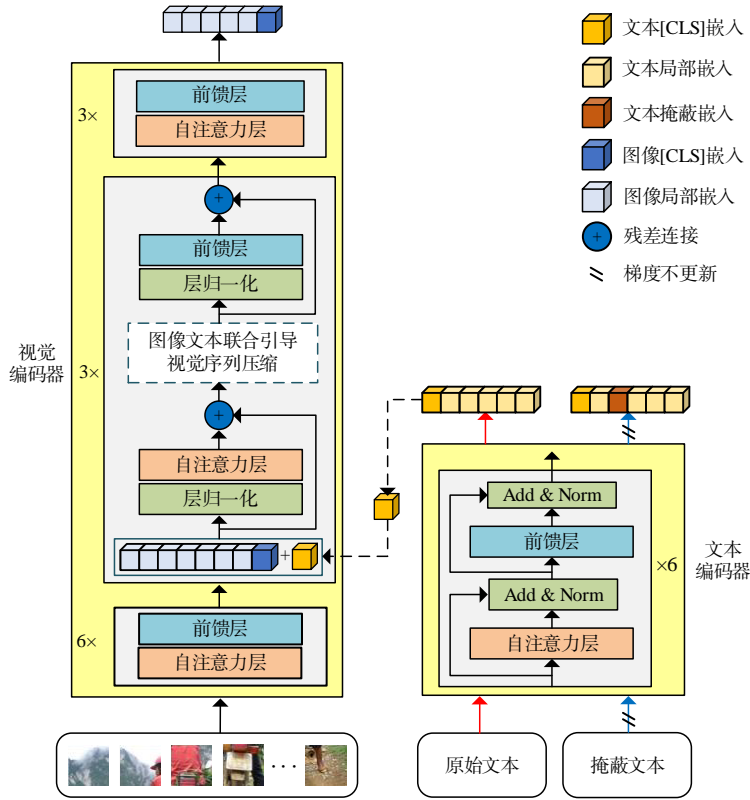 文本[CLS]嵌入
文本局部嵌入
文本掩蔽嵌入
图像[CLS]嵌入
图像局部嵌入
+
残差连接
梯度不更新
3×
前馈层
自注意力层
+
前馈层
层归一化
图像文本联合引导
视觉序列压缩
视觉
编码器
3×
+
自注意力层
层归一化
+
6×
前馈层
自注意力层
···
Add & Norm
前馈层
Add & Norm
自注意力层
×6
文本
编码器
原始文本
掩蔽文本